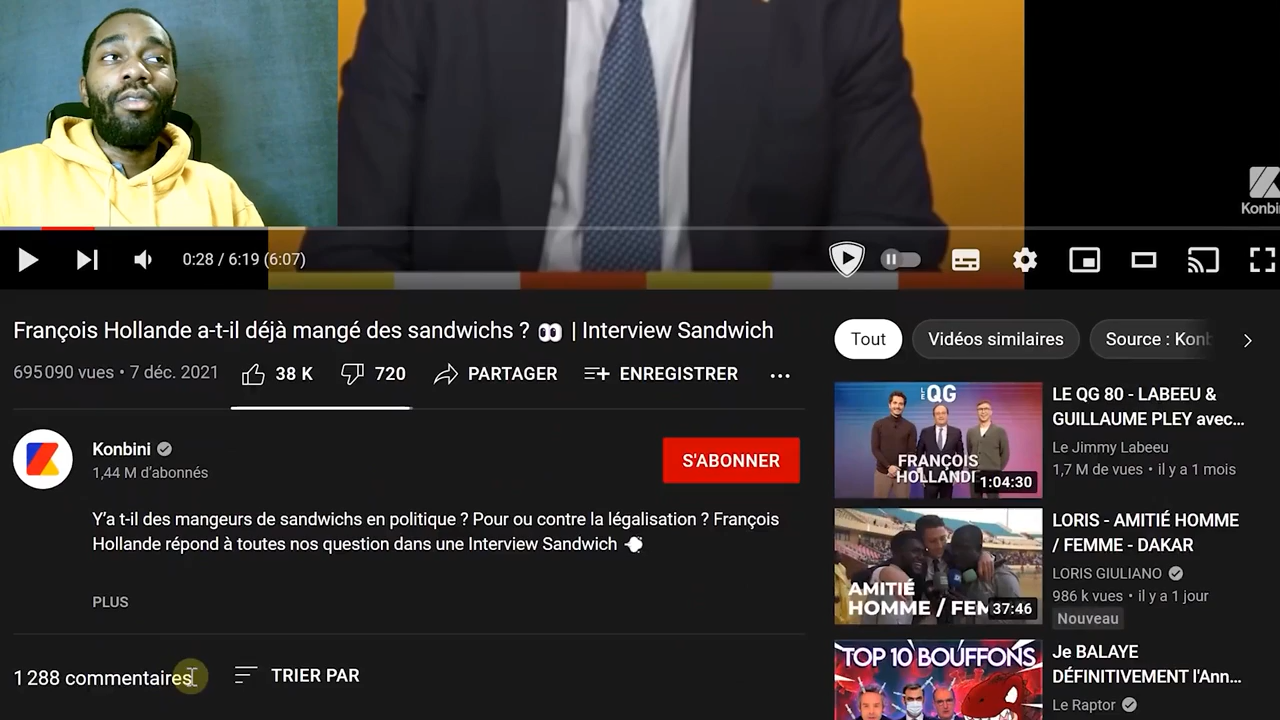 Konbini
0:28 / 6:19 (6:07)
François Hollande a-t-il déjà mangé des sandwichs ? 👀 | Interview Sandwich
695 090 vues • 7 déc. 2021
38 K
720
PARTAGER
ENREGISTRER
Konbini
1,44 M d’abonnés
S'ABONNER
Y’a t-il des mangeurs de sandwichs en politique ? Pour ou contre la légalisation ? François
Hollande répond à toutes nos question dans une Interview Sandwich 💨
PLUS
1 288 commentaires
TRIER PAR
Tout
Vidéos similaires
Source : Konb
LE QG
FRANÇOIS
HOLLANDE
1:04:30
LE QG 80 - LABEEU &
GUILLAUME PLEY avec...
Le Jimmy Labeeu
1,7 M de vues • il y a 1 mois
AMITIÉ
HOMME / FEM
37:46
LORIS - AMITIÉ HOMME
/ FEMME - DAKAR
LORIS GIULIANO
986 k vues • il y a 1 jour
Nouveau
TOP 10 BOUFFONS
Je BALAYE
DÉFINITIVEMENT l'Ann...
Le Raptor